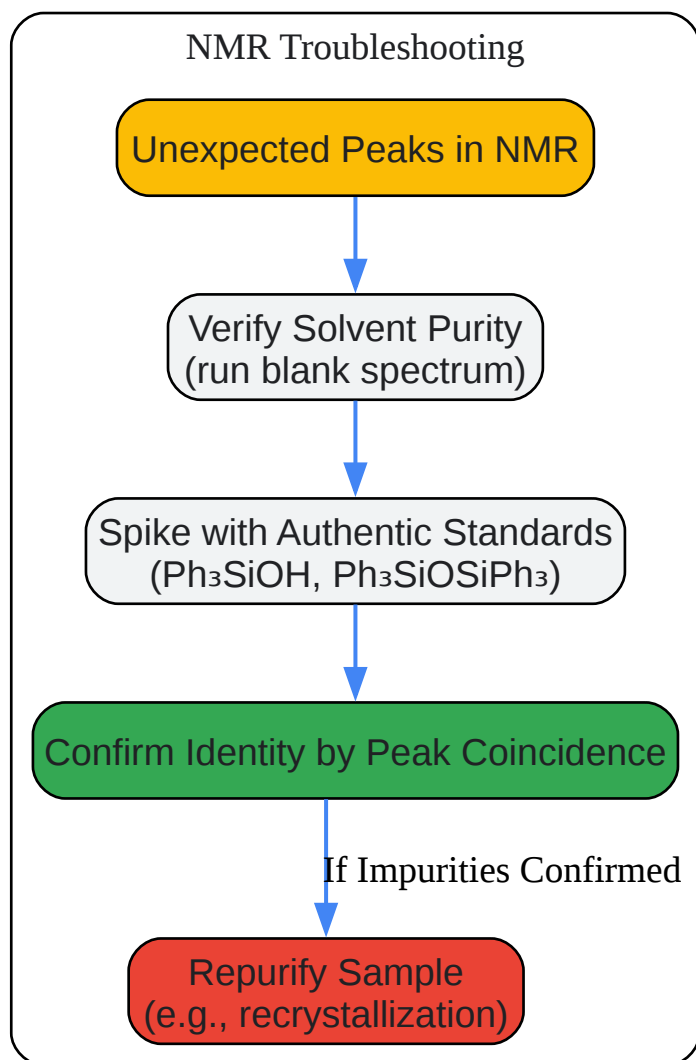 NMR Troubleshooting
Unexpected Peaks in NMR
Verify Solvent Purity
(run blank spectrum)
Spike with Authentic Standards
(Ph₃SiOH, Ph₃SiOSiPh₃)
Confirm Identity by Peak Coincidence
If Impurities Confirmed
Repurify Sample
(e.g., recrystallization)